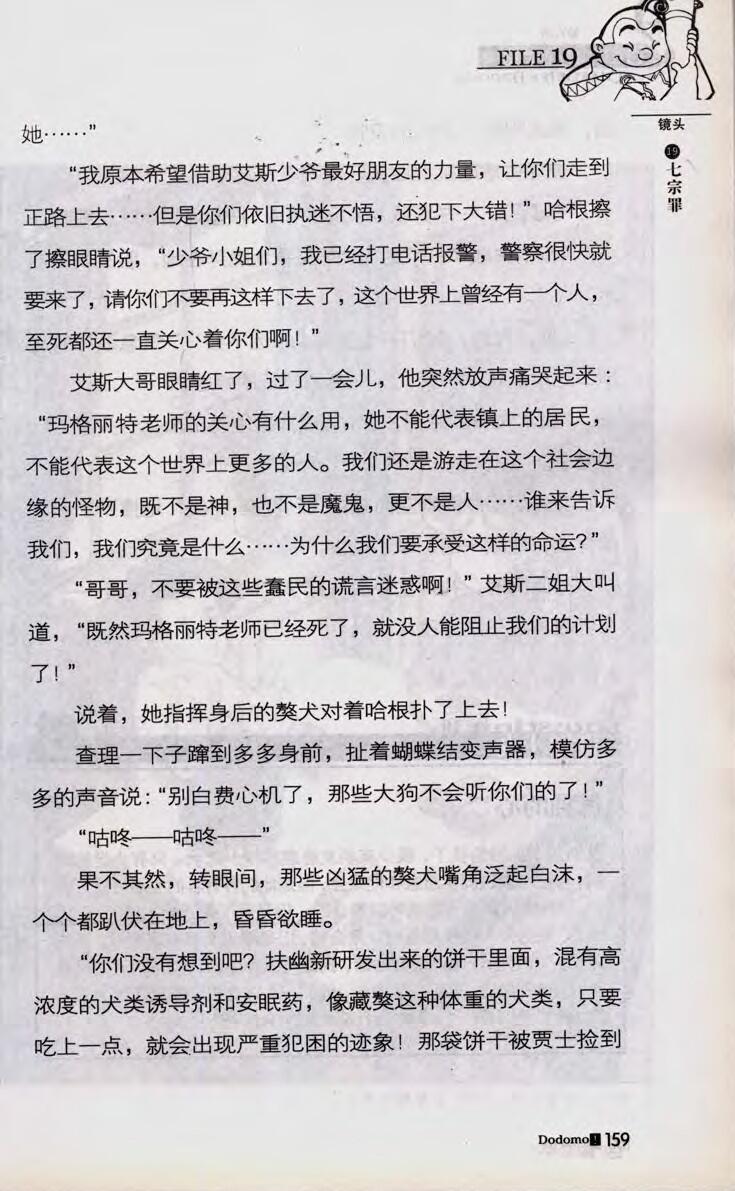 FILE 19
镜头
19
七宗罪
她……”
“我原本希望借助艾斯少爷最好朋友的力量，让你们走到
正路上去……但是你们依旧执迷不悟，还犯下大错！”哈根擦
了擦眼睛说，“少爷小姐们，我已经打电话报警，警察很快就
要来了，请你们不要再这样下去了，这个世界上曾经有一个人，
至死都还一直关心着你们啊！”
艾斯大哥眼睛红了，过了一会儿，他突然放声痛哭起来：
“玛格丽特老师的关心有什么用，她不能代表镇上的居民，
不能代表这个世界上更多的人。我们还是游走在这个社会边
缘的怪物，既不是神，也不是魔鬼，更不是人……谁来告诉
我们，我们究竟是什么……为什么我们要承受这样的命运？”
“哥哥，不要被这些蠢民的谎言迷惑啊！”艾斯二姐大叫
道，“既然玛格丽特老师已经死了，就没人能阻止我们的计划
了！”
说着，她指挥身后的獒犬对着哈根扑了上去！
查理一下子蹿到多多身前，扯着蝴蝶结变声器，模仿多
多的声音说：“别白费心机了，那些大狗不会听你们的了！”
“咕咚——咕咚——”
果不其然，转眼间，那些凶猛的獒犬嘴角泛起白沫，一
个个都趴伏在地上，昏昏欲睡。
“你们没有想到吧？扶幽新研发出来的饼干里面，混有高
浓度的犬类诱导剂和安眠药，像藏獒这种体重的犬类，只要
吃上一点，就会出现严重犯困的迹象！那袋饼干被贾士捡到
Dodomo! 159